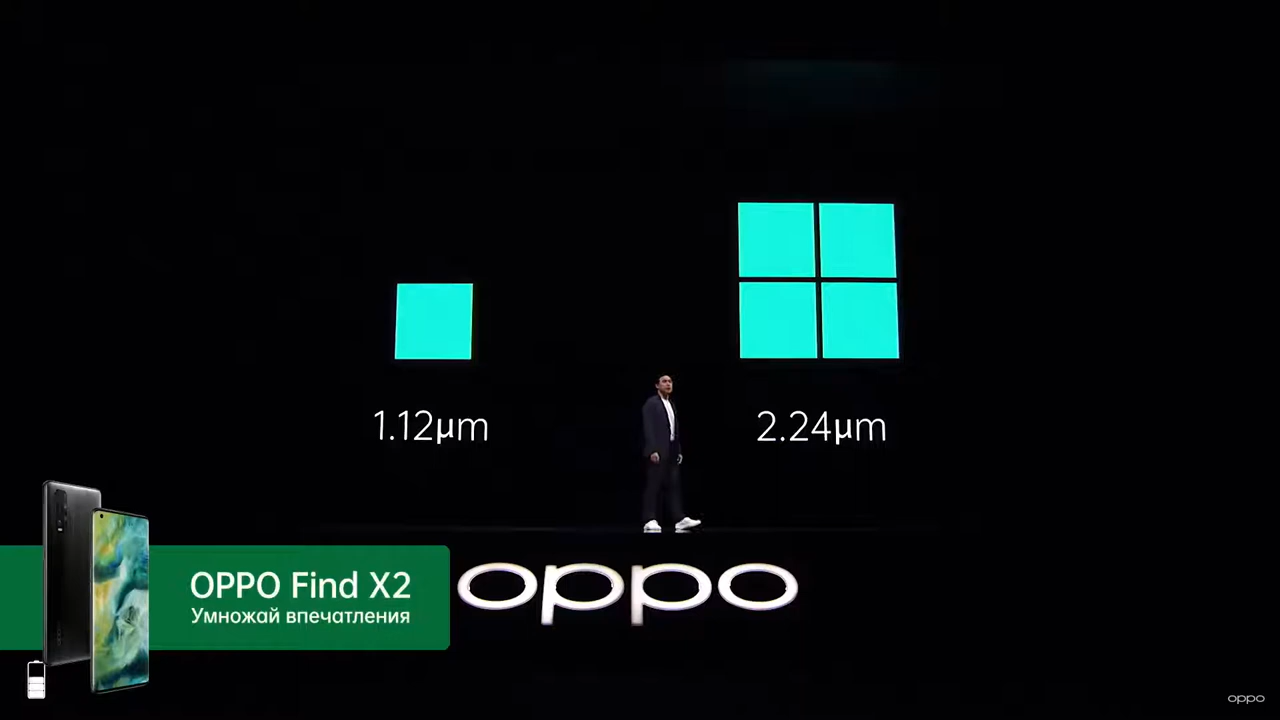 1.12μm
2.24μm
OPPO Find X2
Умножай впечатления
oppo
oppo